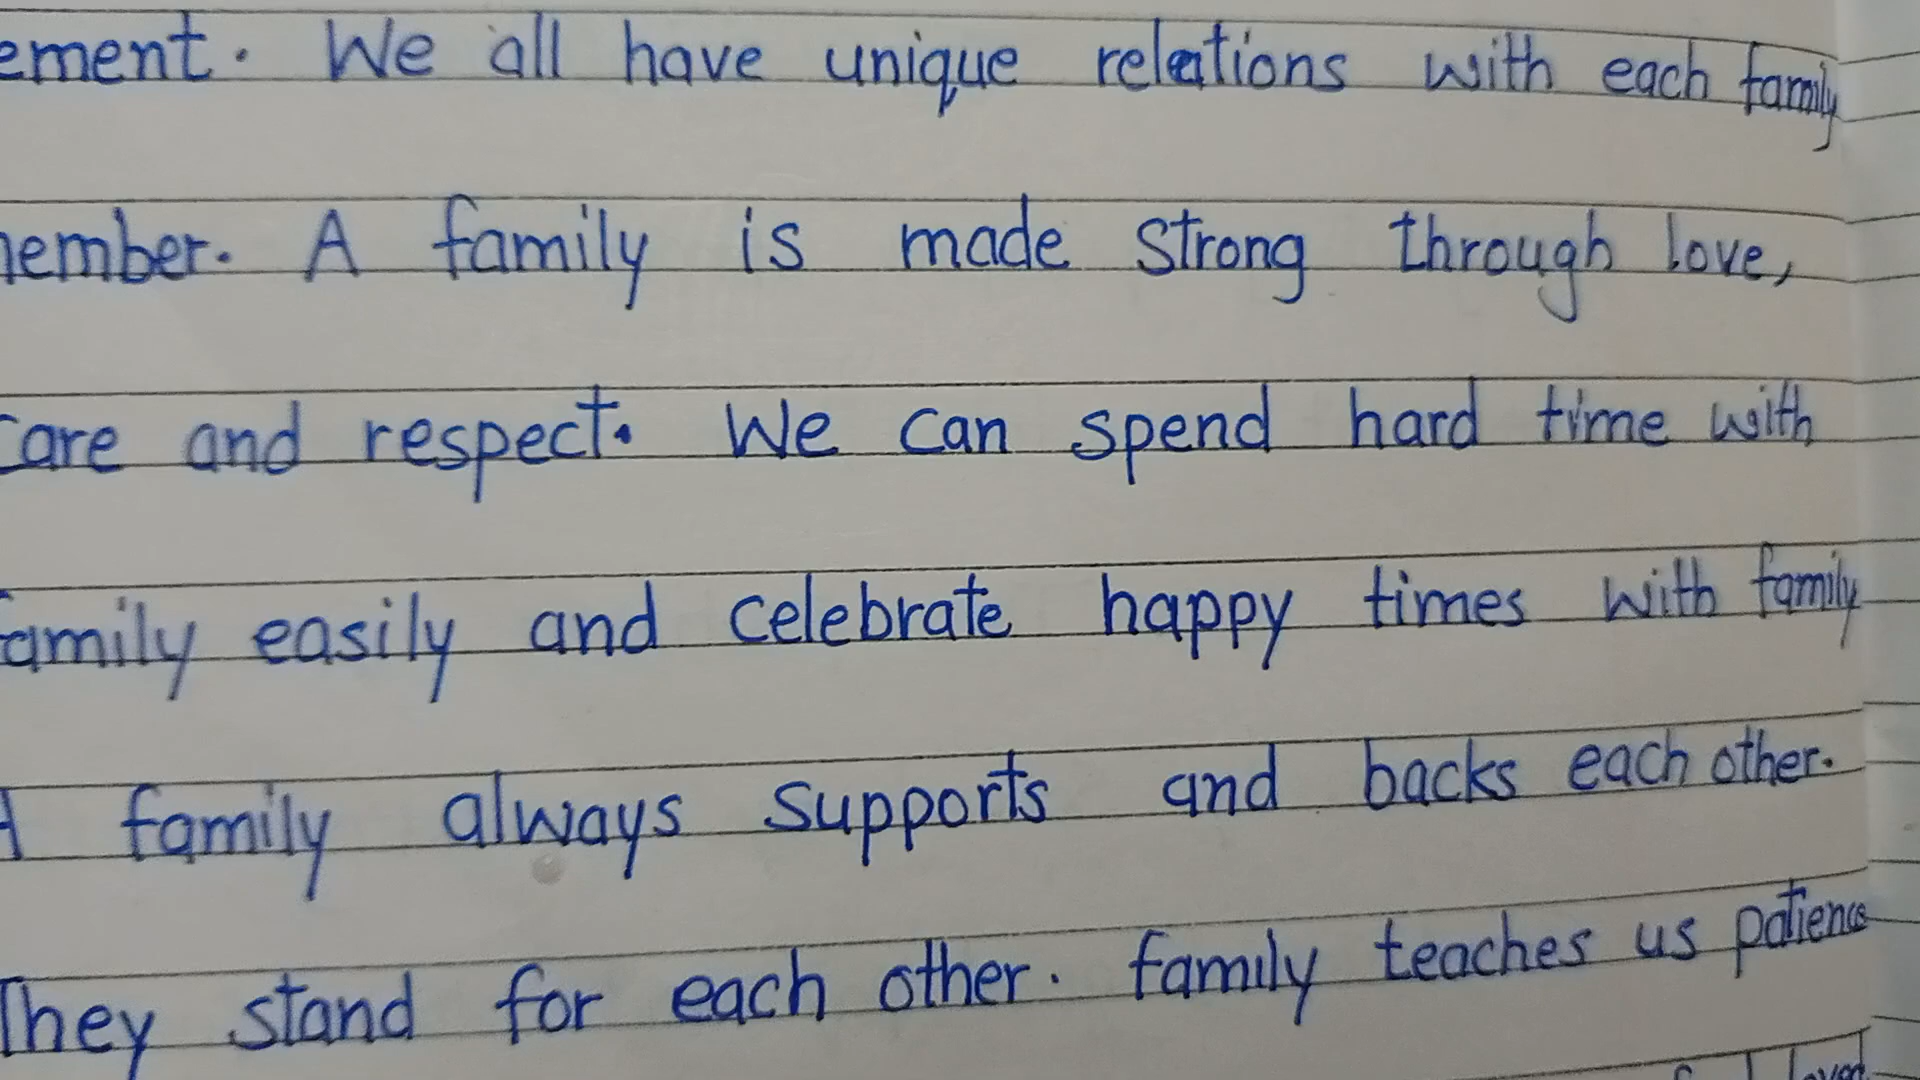 ement. We all have unique relations with each family
member. A family is made strong through love,
care and respect. We can spend hard time with
family easily and celebrate happy times with family
A family always supports and backs each other.
They stand for each other. family teaches us patience
loved